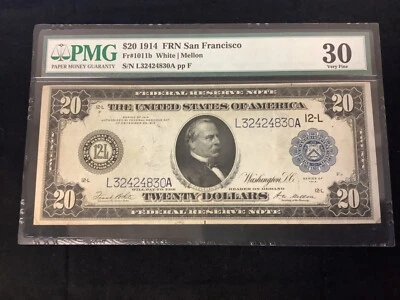 PMG
PAPER MONEY GUARANTY
$20 1914 FRN San Francisco
Fr#1011b White | Mellon
S/N L32424830A pp F
30
Very Fine
FEDERAL RESERVE NOTE
20
THE UNITED STATES OF AMERICA
20
L32424830A
12-L
12-L
12-L
L32424830A
Washington, D.C.
12-L
20
TWENTY DOLLARS
20
FEDERAL RESERVE NOTE